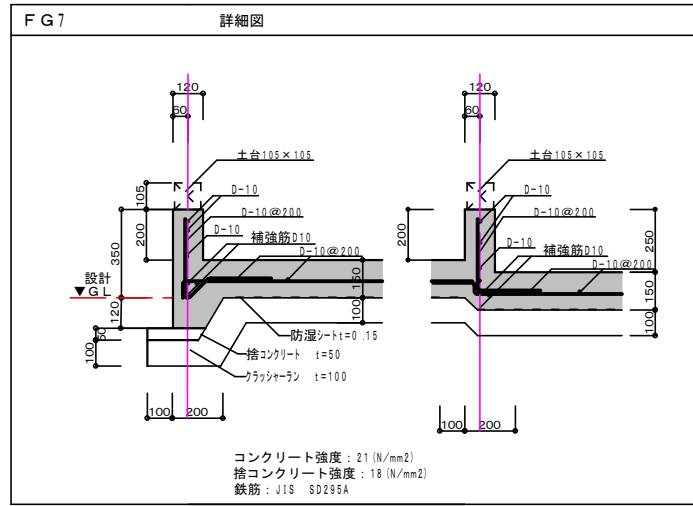 FG7 詳細図
120
60
土台105×105
D-10
D-10@200
D-10
補強筋D10
D-10@200
105
350
200
150
100
設計
▼GL
120
50
100
防湿シートt=0.15
捨コンクリート t=50
クラッシャーラン t=100
100 200
120
60
土台105×105
D-10
D-10@200
D-10
補強筋D10
D-10@200
200
250
150
100
100 200
コンクリート強度：21(N/mm2)
捨コンクリート強度：18(N/mm2)
鉄筋：JIS SD295A